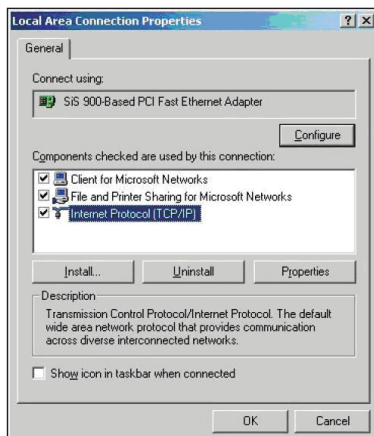 Local Area Connection Properties
General
Connect using:
SiS 900-Based PCI Fast Ethernet Adapter
Configure
Components checked are used by this connection:
Client for Microsoft Networks
File and Printer Sharing for Microsoft Networks
Internet Protocol (TCP/IP)
Install...
Uninstall
Properties
Description
Transmission Control Protocol/Internet Protocol. The default
wide area network protocol that provides communication
across diverse interconnected networks.
Show icon in taskbar when connected
OK
Cancel